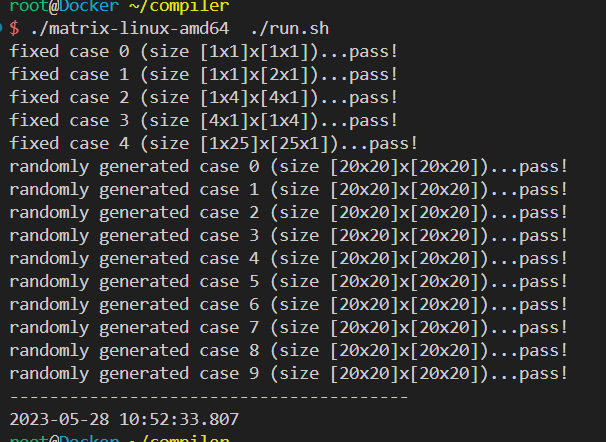 root@Docker ~/compiler
$ ./matrix-linux-amd64  ./run.sh
fixed case 0 (size [1x1]x[1x1])...pass!
fixed case 1 (size [1x1]x[2x1])...pass!
fixed case 2 (size [1x4]x[4x1])...pass!
fixed case 3 (size [4x1]x[1x4])...pass!
fixed case 4 (size [1x25]x[25x1])...pass!
randomly generated case 0 (size [20x20]x[20x20])...pass!
randomly generated case 1 (size [20x20]x[20x20])...pass!
randomly generated case 2 (size [20x20]x[20x20])...pass!
randomly generated case 3 (size [20x20]x[20x20])...pass!
randomly generated case 4 (size [20x20]x[20x20])...pass!
randomly generated case 5 (size [20x20]x[20x20])...pass!
randomly generated case 6 (size [20x20]x[20x20])...pass!
randomly generated case 7 (size [20x20]x[20x20])...pass!
randomly generated case 8 (size [20x20]x[20x20])...pass!
randomly generated case 9 (size [20x20]x[20x20])...pass!
----------------------------------------
2023-05-28 10:52:33.807
root@Docker ~/compiler